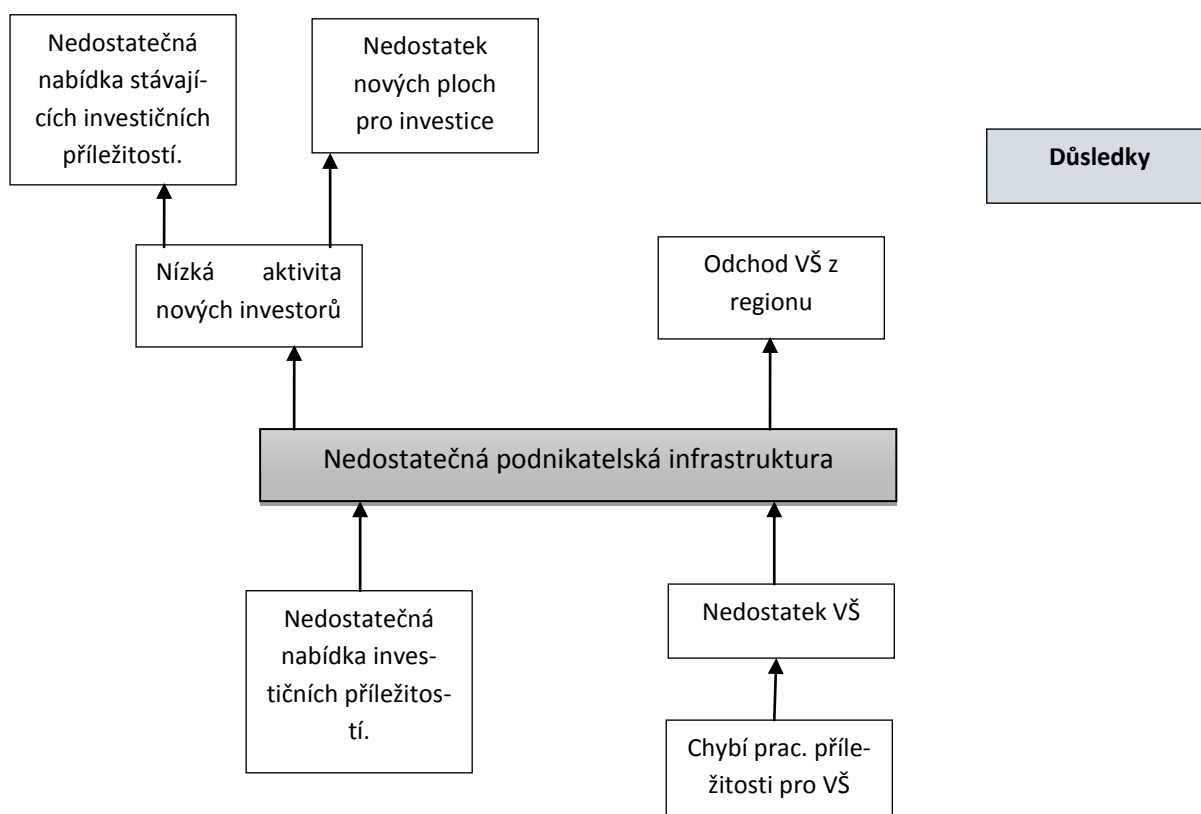 Nedostatečná
nabídka stávají-
cích investičních
příležitostí.
Nedostatek
nových ploch
pro investice
Důsledky
Nízká aktivita
nových investorů
Odchod VŠ z
regionu
Nedostatečná podnikatelská infrastruktura
Nedostatečná
nabídka inves-
tičních příležitos-
tí.
Nedostatek VŠ
Chybí prac. příle-
žitosti pro VŠ